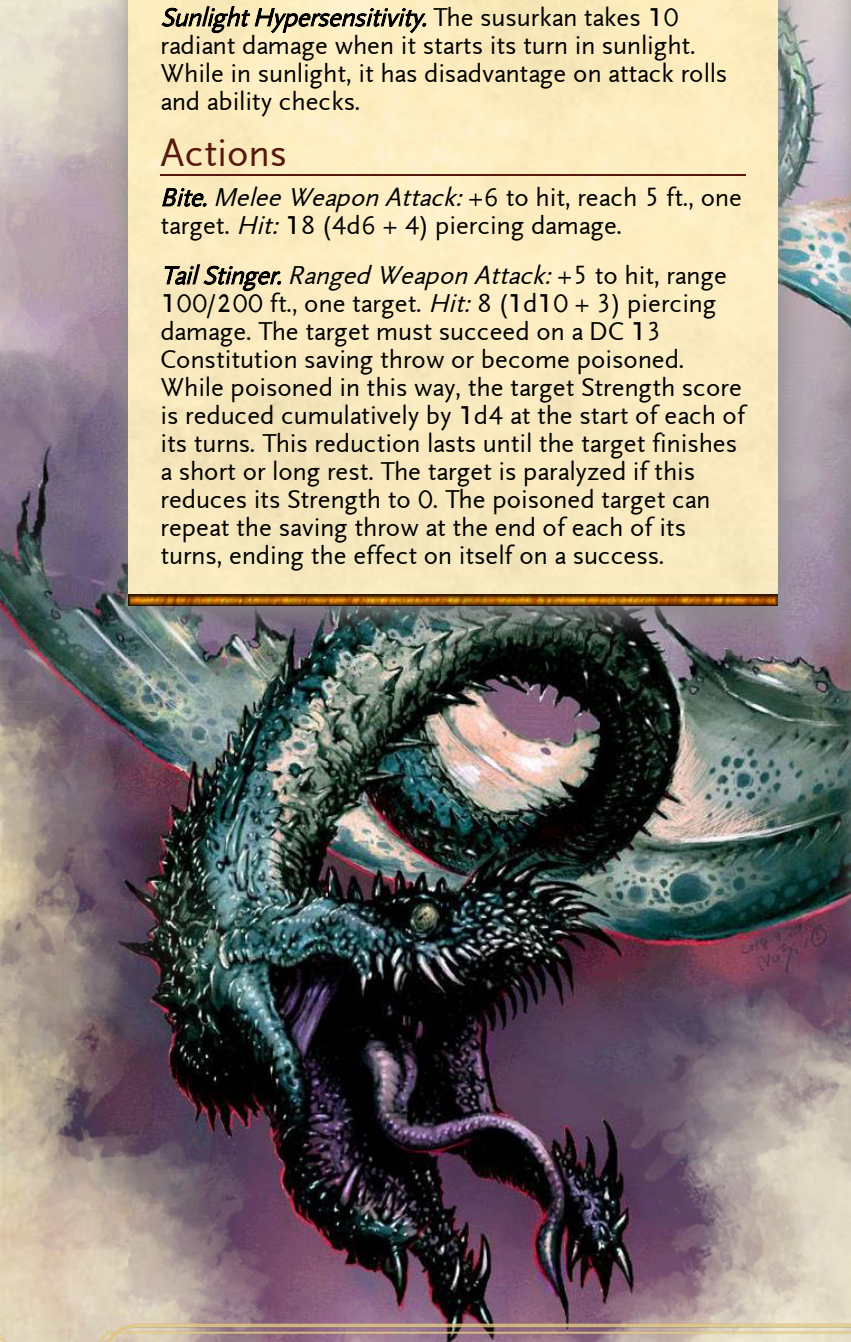 Sunlight Hypersensitivity. The susurkan takes 10
radiant damage when it starts its turn in sunlight.
While in sunlight, it has disadvantage on attack rolls
and ability checks.
Actions
Bite. Melee Weapon Attack: +6 to hit, reach 5 ft., one
target. Hit: 18 (4d6 + 4) piercing damage.
Tail Stinger. Ranged Weapon Attack: +5 to hit, range
100/200 ft., one target. Hit: 8 (1d10 + 3) piercing
damage. The target must succeed on a DC 13
Constitution saving throw or become poisoned.
While poisoned in this way, the target Strength score
is reduced cumulatively by 1d4 at the start of each of
its turns. This reduction lasts until the target finishes
a short or long rest. The target is paralyzed if this
reduces its Strength to 0. The poisoned target can
repeat the saving throw at the end of each of its
turns, ending the effect on itself on a success.